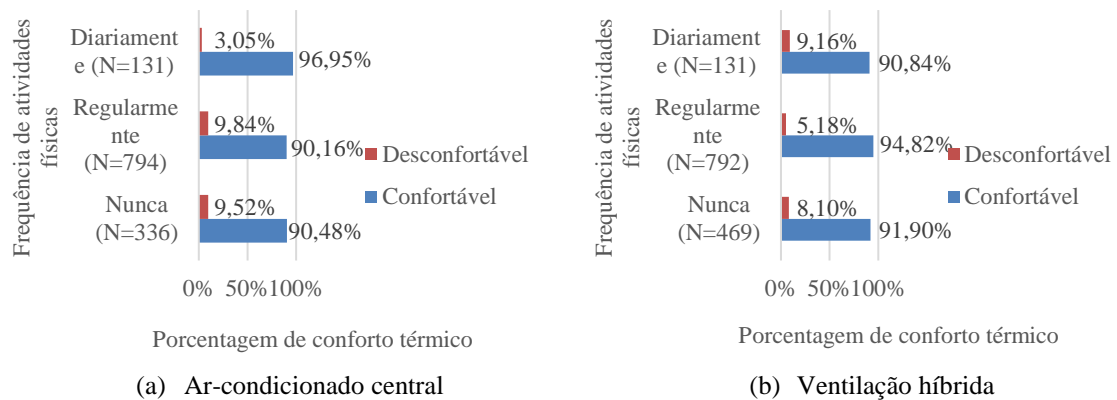 Frequência de atividades
físicas
Diariament
e (N=131)
3,05%
96,95%
Regularme
nte
(N=794)
9,84%
90,16%
Nunca
(N=336)
9,52%
90,48%
Desconfortável
Confortável
0% 50% 100%
Porcentagem de conforto térmico
(a) Ar-condicionado central
Frequência de atividades
físicas
Diariament
e (N=131)
9,16%
90,84%
Regularme
nte
(N=792)
5,18%
94,82%
Nunca
(N=469)
8,10%
91,90%
Desconfortável
Confortável
0% 50% 100%
Porcentagem de conforto térmico
(b) Ventilação híbrida